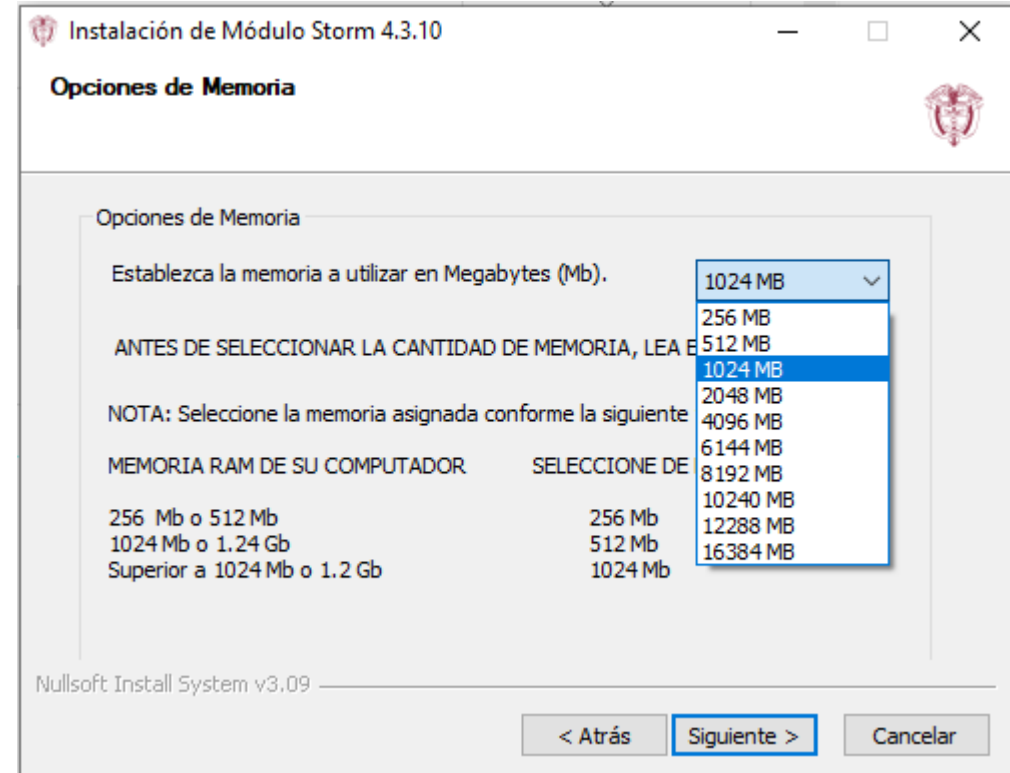 Instalación de Módulo Storm 4.3.10
Opciones de Memoria
Opciones de Memoria
Establezca la memoria a utilizar en Megabytes (Mb).
1024 MB
256 MB
512 MB
1024 MB
2048 MB
4096 MB
6144 MB
8192 MB
10240 MB
12288 MB
16384 MB
ANTES DE SELECCIONAR LA CANTIDAD DE MEMORIA, LEA
NOTA: Seleccione la memoria asignada conforme la siguiente
MEMORIA RAM DE SU COMPUTADOR SELECCIONE DE
256 Mb o 512 Mb 256 Mb
1024 Mb o 1.24 Gb 512 Mb
Superior a 1024 Mb o 1.2 Gb 1024 Mb
Nullsoft Install System v3.09
< Atrás Siguiente > Cancelar